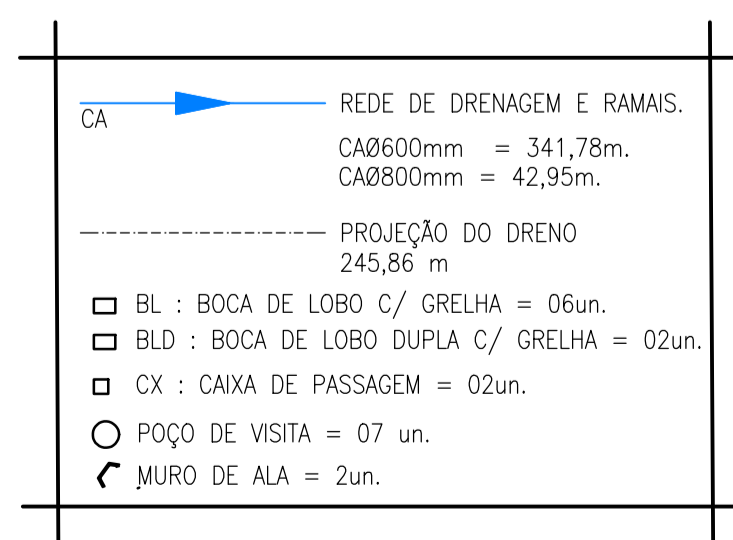 REDE DE DRENAGEM E RAMAIS.
CA
CAØ600mm = 341,78m.
CAØ800mm = 42,95m.
PROJEÇÃO DO DRENO
245,86 m
BL : BOCA DE LOBO C/ GRELHA = 06un.
BLD : BOCA DE LOBO DUPLA C/ GRELHA = 02un.
CX : CAIXA DE PASSAGEM = 02un.
POÇO DE VISITA = 07 un.
MURO DE ALA = 2un.